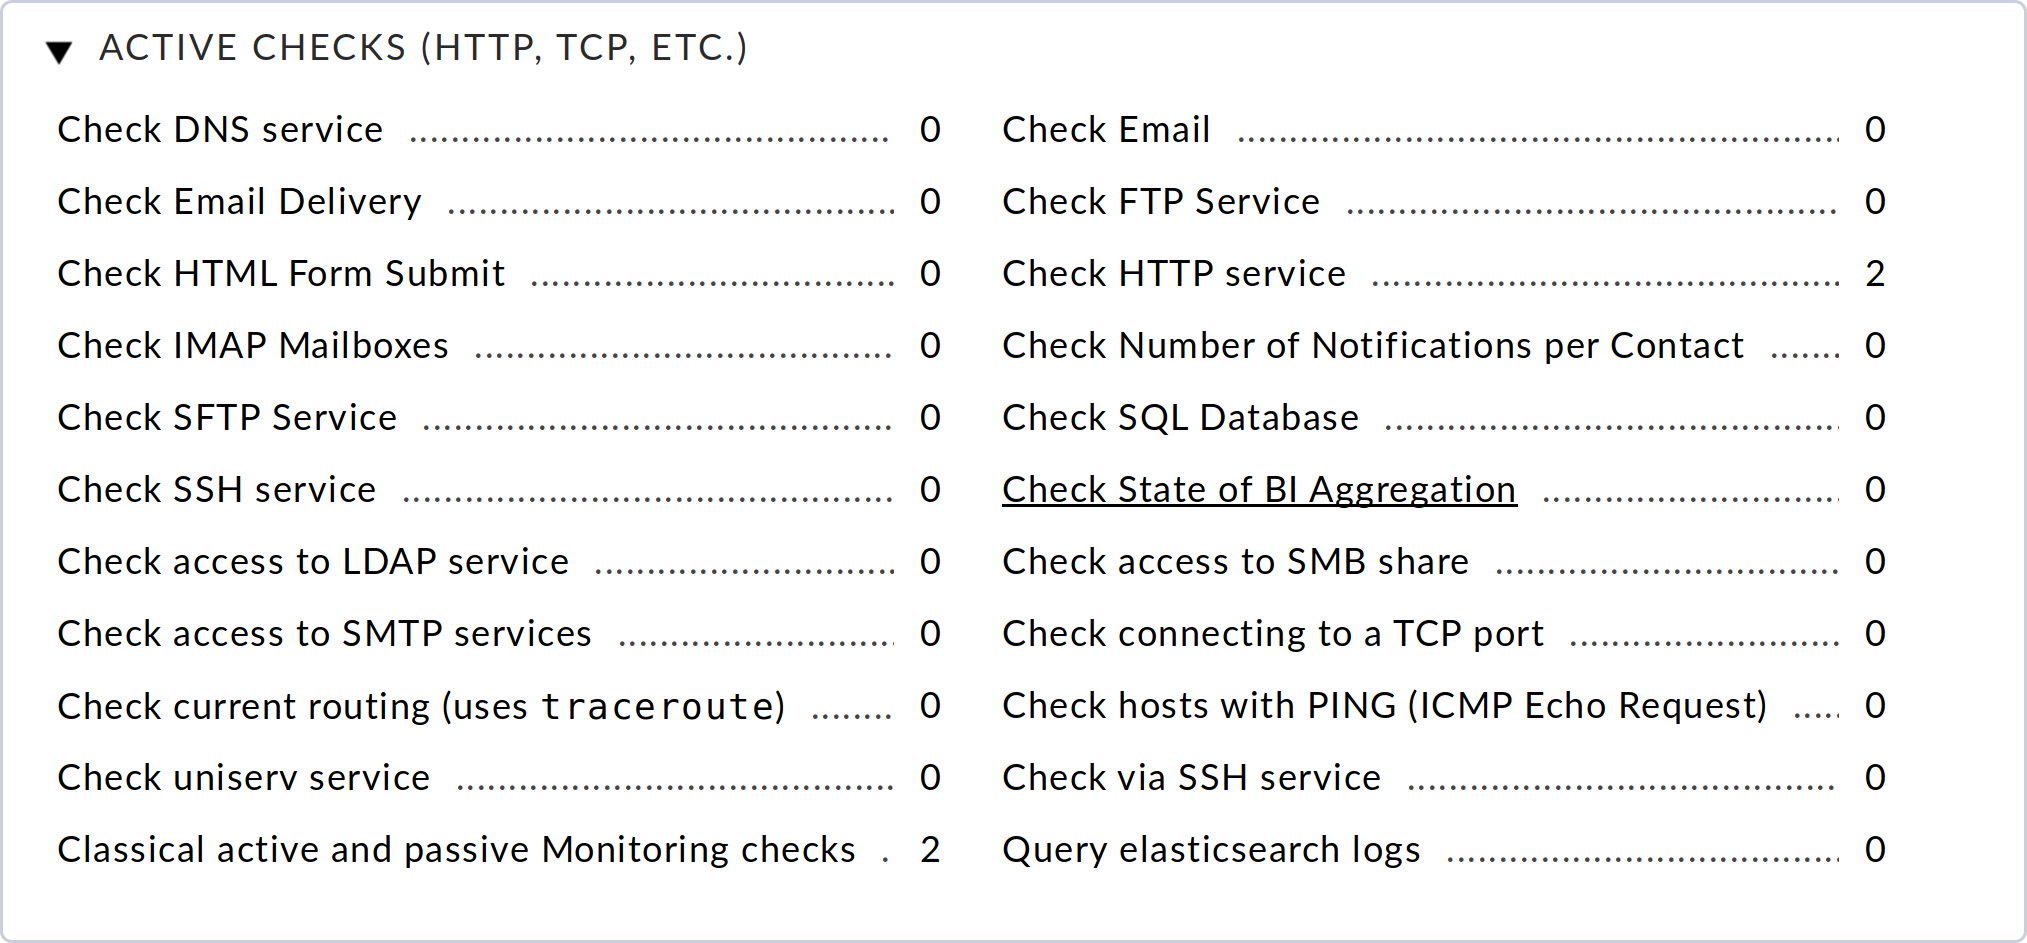 ▼ ACTIVE CHECKS (HTTP, TCP, ETC.)
Check DNS service 0 Check Email 0
Check Email Delivery 0 Check FTP Service 0
Check HTML Form Submit 0 Check HTTP service 2
Check IMAP Mailboxes 0 Check Number of Notifications per Contact 0
Check SFTP Service 0 Check SQL Database 0
Check SSH service 0 Check State of BI Aggregation 0
Check access to LDAP service 0 Check access to SMB share 0
Check access to SMTP services 0 Check connecting to a TCP port 0
Check current routing (uses traceroute) 0 Check hosts with PING (ICMP Echo Request) 0
Check uniserv service 0 Check via SSH service 0
Classical active and passive Monitoring checks 2 Query elasticsearch logs 0